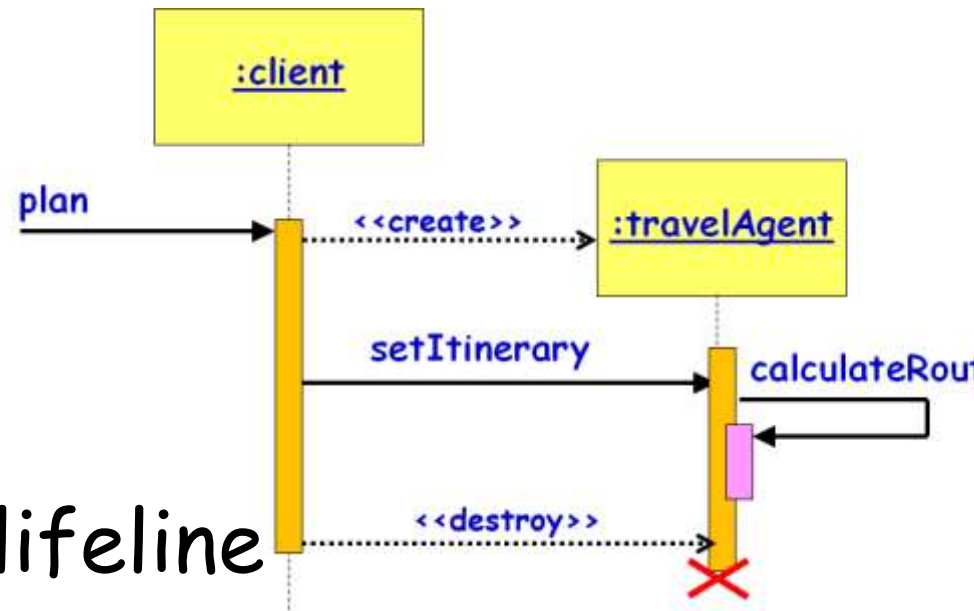 :client
plan
<<create>>
:travelAgent
setItinerary
calculateRout
<<destroy>>
lifeline